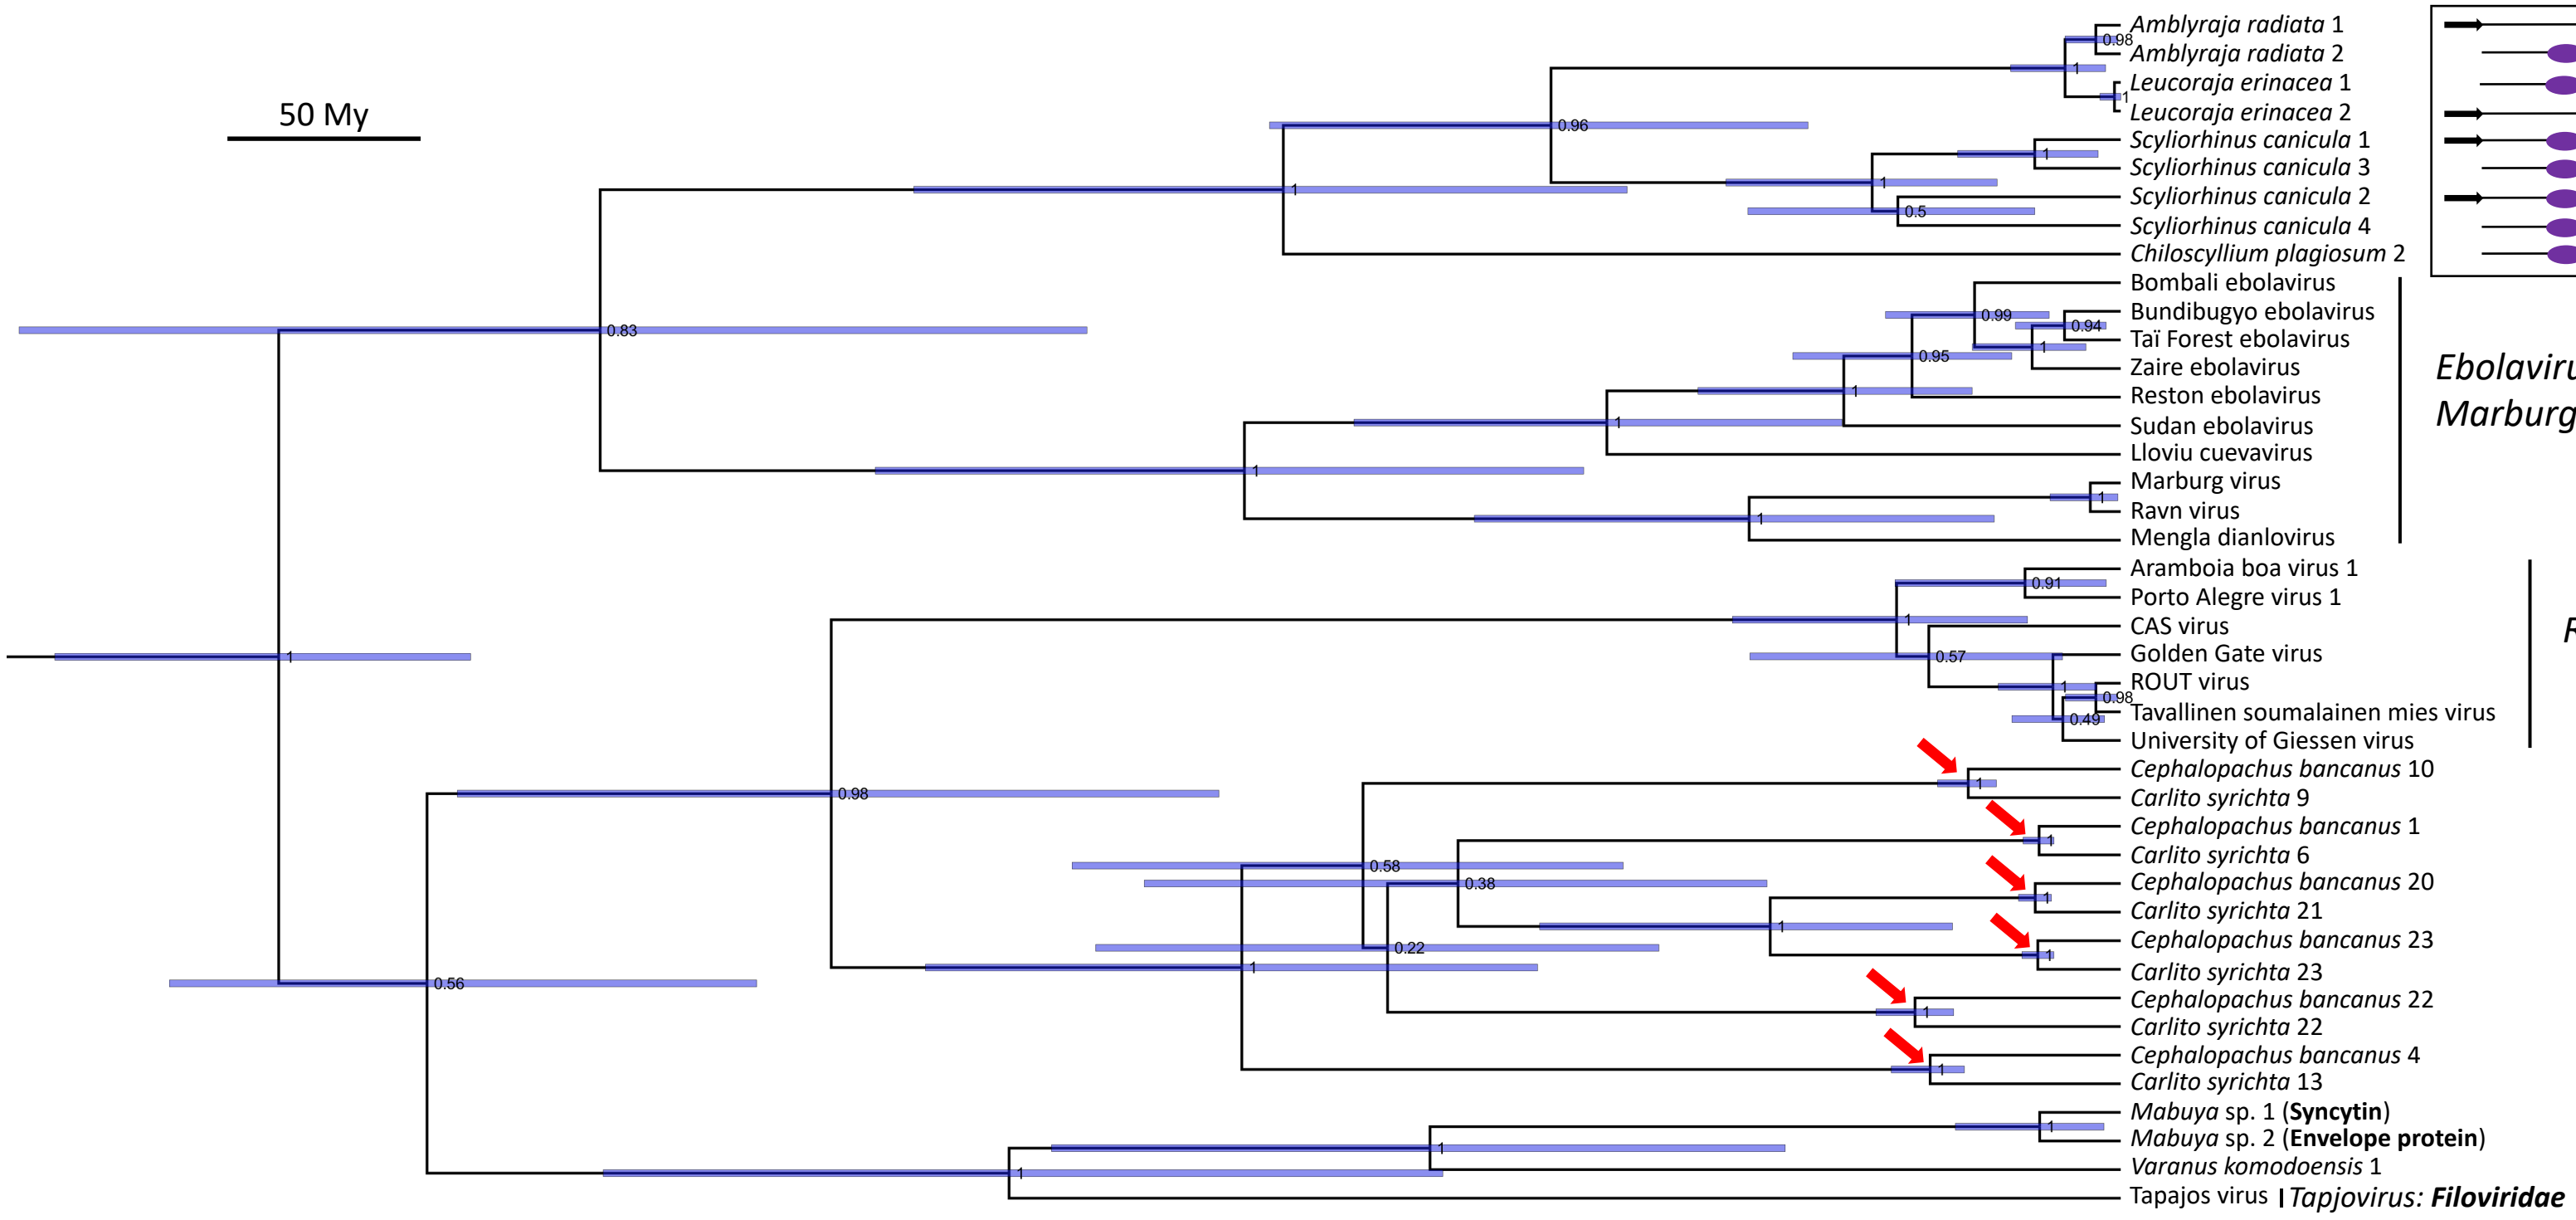 50 My
Amblyraja radiata 1
0.98
Amblyraja radiata 2
1
Leucoraja erinacea 1
1
Leucoraja erinacea 2
0.96
Scyliorhinus canicula 1
1
Scyliorhinus canicula 3
1
Scyliorhinus canicula 2
1
0.5
Scyliorhinus canicula 4
Chiloscyllium plagiosum 2
Bombali ebolavirus
0.99
Bundibugyo ebolavirus
0.94
0.83
Taï Forest ebolavirus
1
0.95
Zaire ebolavirus
Ebolaviru
1
Reston ebolavirus
Marburg
1
Sudan ebolavirus
Lloviu cuevavirus
1
Marburg virus
1
Ravn virus
1
Mengla dianlovirus
Aramboia boa virus 1
0.91
Porto Alegre virus 1
1
CAS virus
R
1
0.57
Golden Gate virus
ROUT virus
1
0.98
Tavallinen soumalainen mies virus
0.49
University of Giessen virus
Cephalopachus bancanus 10
1
0.98
Carlito syrichta 9
Cephalopachus bancanus 1
1
Carlito syrichta 6
0.58
0.38
Cephalopachus bancanus 20
1
Carlito syrichta 21
1
Cephalopachus bancanus 23
0.22
1
1
Carlito syrichta 23
0.56
Cephalopachus bancanus 22
1
Carlito syrichta 22
Cephalopachus bancanus 4
1
Carlito syrichta 13
Mabuya sp. 1 (Syncytin)
1
Mabuya sp. 2 (Envelope protein)
1
Varanus komodoensis 1
1
Tapajos virus Tapjovirus: Filoviridae